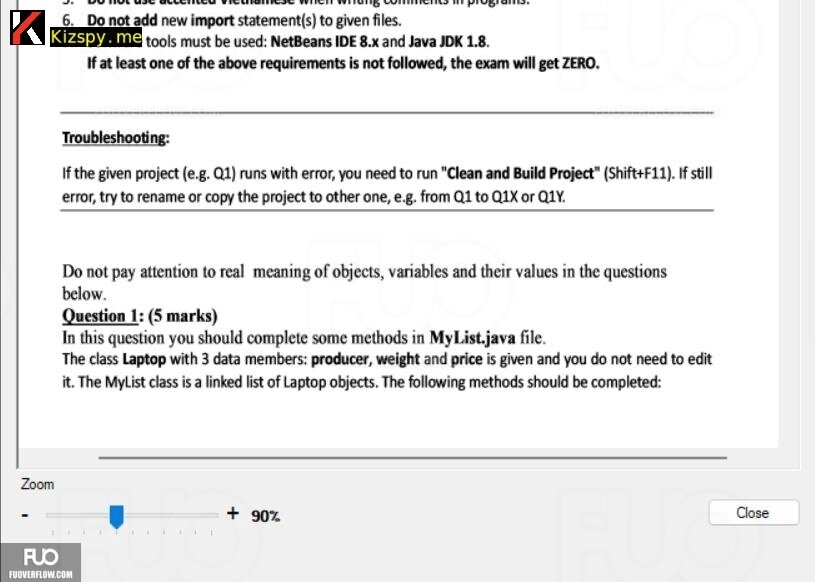 5. Do not use accented Vietnamese when writing comments in programs.
6. Do not add new import statement(s) to given files.
Kizspy.me
tools must be used: NetBeans IDE 8.x and Java JDK 1.8.
If at least one of the above requirements is not followed, the exam will get ZERO.
Troubleshooting:
If the given project (e.g. Q1) runs with error, you need to run "Clean and Build Project" (Shift+F11). If still
error, try to rename or copy the project to other one, e.g. from Q1 to Q1X or Q1Y.
Do not pay attention to real meaning of objects, variables and their values in the questions
below.
Question 1: (5 marks)
In this question you should complete some methods in MyList.java file.
The class Laptop with 3 data members: producer, weight and price is given and you do not need to edit
it. The MyList class is a linked list of Laptop objects. The following methods should be completed:
Zoom
- + 90%
Close
FUO
FUOVERFLOW.COM